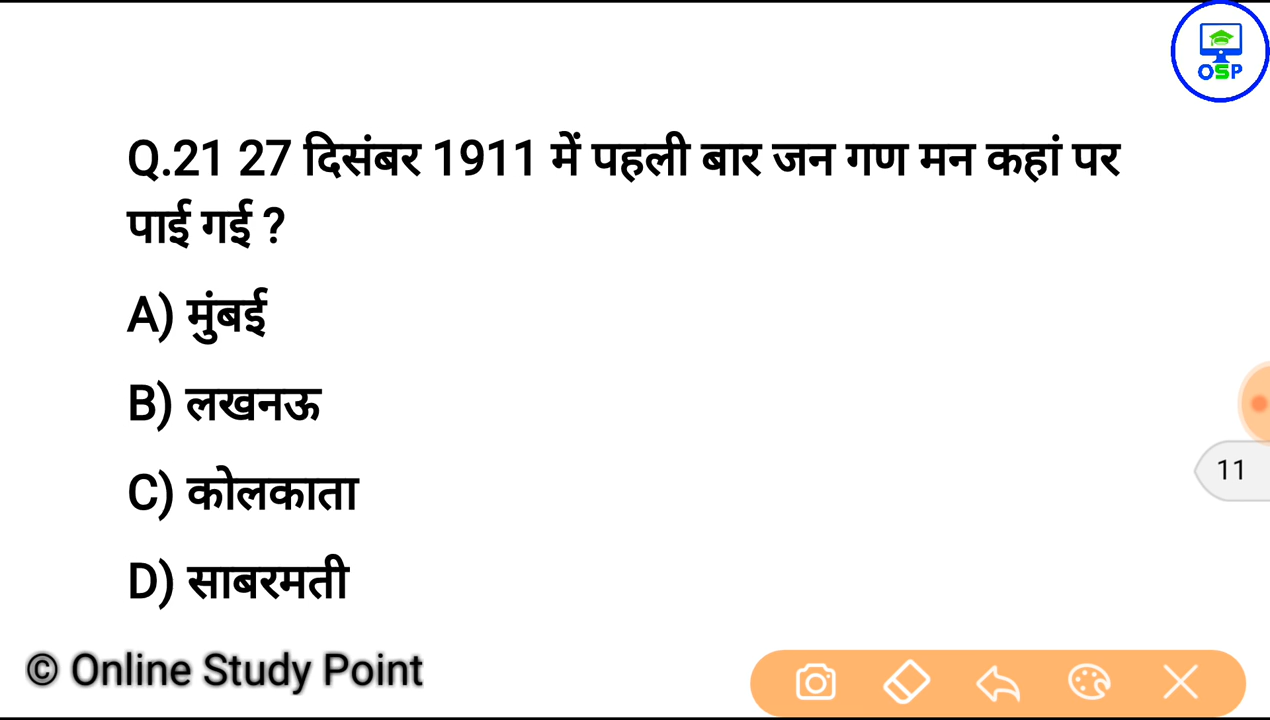 OSP
Q.21 27 दिसंबर 1911 में पहली बार जन गण मन कहां पर
पाई गई ?
A) मुंबई
B) लखनऊ
C) कोलकाता
11
D) साबरमती
© Online Study Point